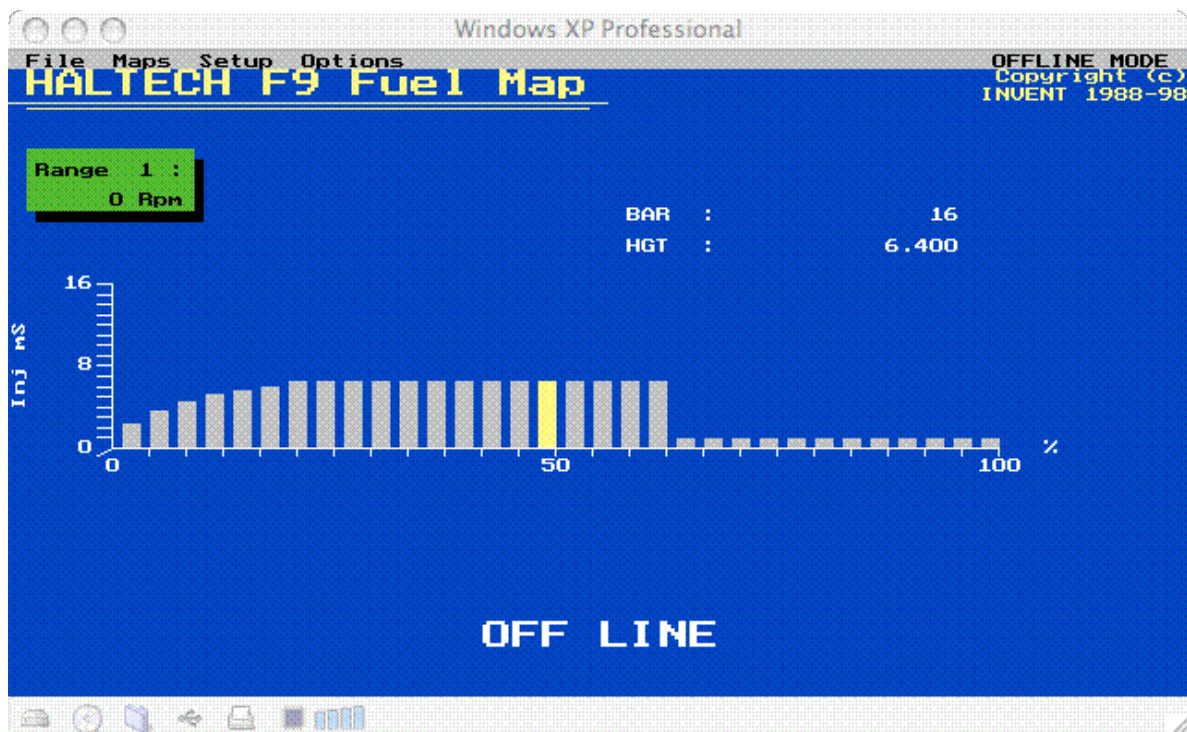 Windows XP Professional
File Maps Setup Options OFFLINE MODE
HALTECH F9 Fuel Map
Copyright (c)
INVENT 1988-98
Range 1 :
0 Rpm
BAR : 16
HGT : 6.400
16
8
0
Inj mS
0 50 100 %
OFF LINE